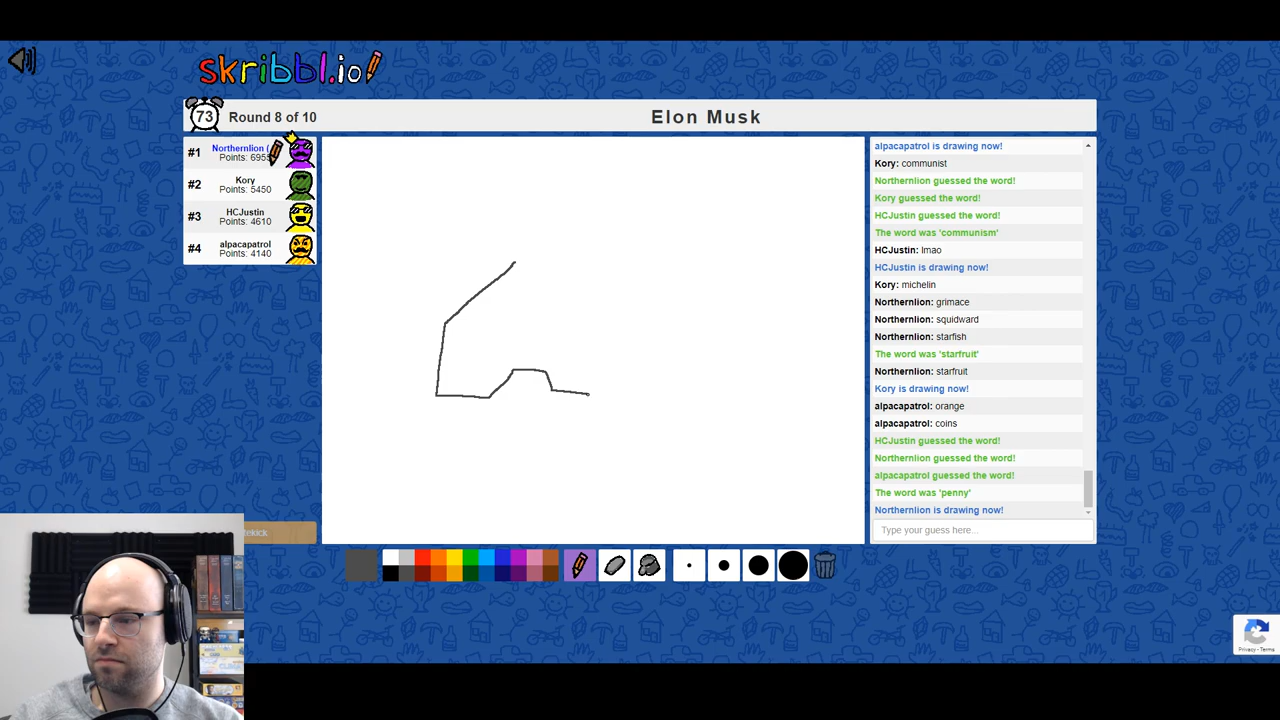 skribbl.io
73
Round 8 of 10
Elon Musk
#1
Northernlion (
Points: 6955
#2
Kory
Points: 5450
#3
HCJustin
Points: 4610
#4
alpacapatrol
Points: 4140
alpacapatrol is drawing now!
Kory: communist
Northernlion guessed the word!
Kory guessed the word!
HCJustin guessed the word!
The word was 'communism'
HCJustin: lmao
HCJustin is drawing now!
Kory: michelin
Northernlion: grimace
Northernlion: squidward
Northernlion: starfish
The word was 'starfruit'
Northernlion: starfruit
Kory is drawing now!
alpacapatrol: orange
alpacapatrol: coins
HCJustin guessed the word!
Northernlion guessed the word!
alpacapatrol guessed the word!
The word was 'penny'
Northernlion is drawing now!
Type your guess here...
Privacy - Terms